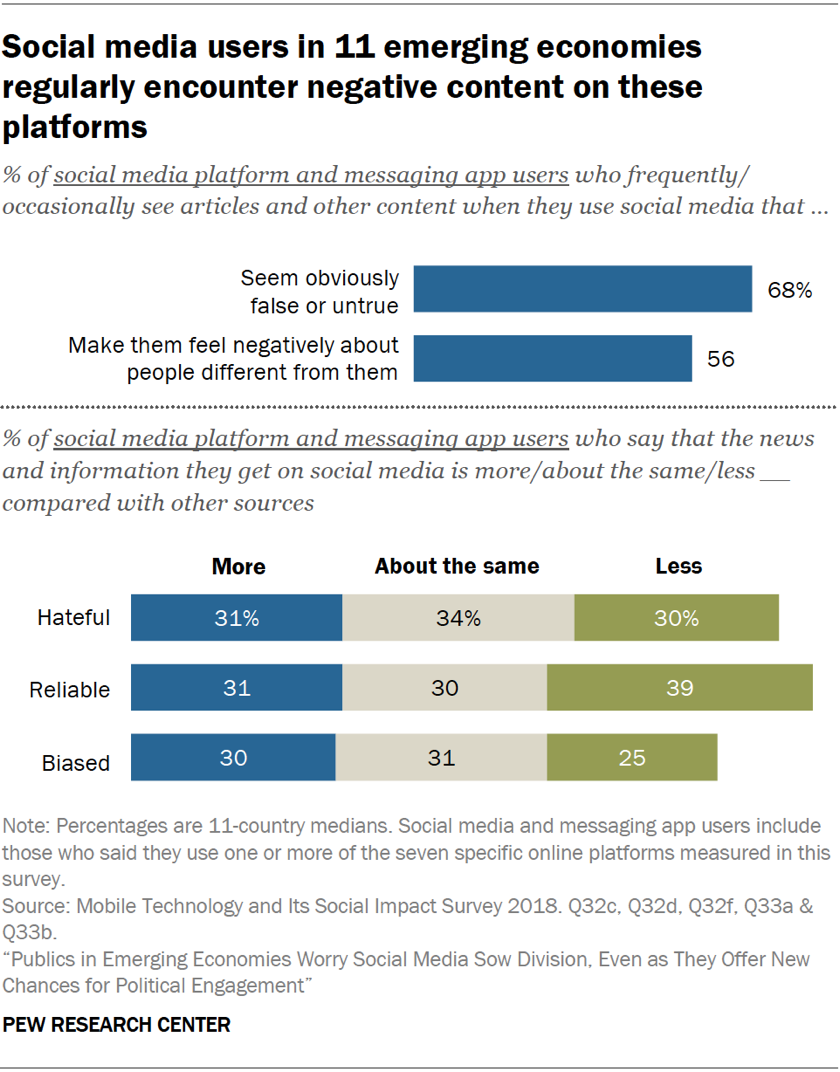 Social media users in 11 emerging economies
regularly encounter negative content on these
platforms
% of social media platform and messaging app users who frequently/
occasionally see articles and other content when they use social media that ...
Seem obviously
false or untrue
68%
Make them feel negatively about
people different from them
56
% of social media platform and messaging app users who say that the news
and information they get on social media is more/about the same/less __
compared with other sources
More About the same Less
Hateful 31% 34% 30%
Reliable 31 30 39
Biased 30 31 25
Note: Percentages are 11-country medians. Social media and messaging app users include
those who said they use one or more of the seven specific online platforms measured in this
survey.
Source: Mobile Technology and Its Social Impact Survey 2018. Q32c, Q32d, Q32f, Q33a &
Q33b.
“Publics in Emerging Economies Worry Social Media Sow Division, Even as They Offer New
Chances for Political Engagement”
PEW RESEARCH CENTER